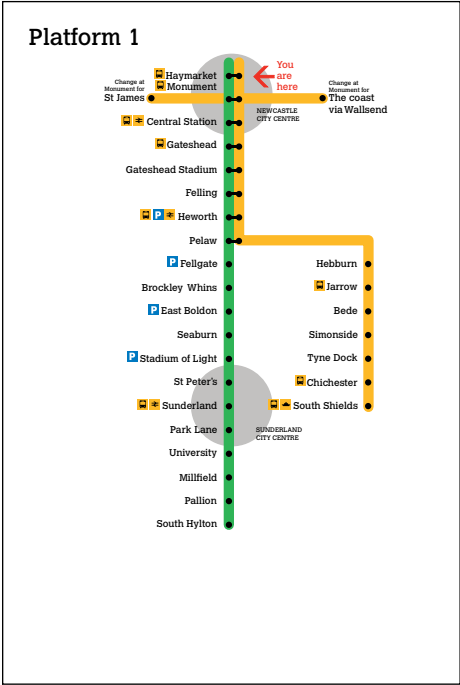 Platform 1
Haymarket
You
are
here
Monument
Change at
Monument for
St James
Change at
Monument for
The coast
via Wallsend
NEWCASTLE
CITY CENTRE
Central Station
Gateshead
Gateshead Stadium
Felling
P
Heworth
Pelaw
P
Fellgate
Hebburn
Brockley Whins
Jarrow
P
East Boldon
Bede
Seaburn
Simonside
P
Stadium of Light
Tyne Dock
St Peter's
Chichester
Sunderland
South Shields
Park Lane
SUNDERLAND
CITY CENTRE
University
Millfield
Pallion
South Hylton